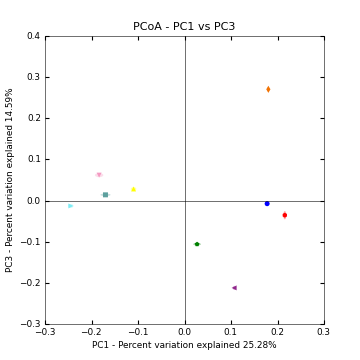 PCoA - PC1 vs PC3
0.4
0.3
0.2
0.1
0.0
−0.1
−0.2
−0.3
PC3 - Percent variation explained 14.59%
−0.3 −0.2 −0.1 0.0 0.1 0.2 0.3
PC1 - Percent variation explained 25.28%